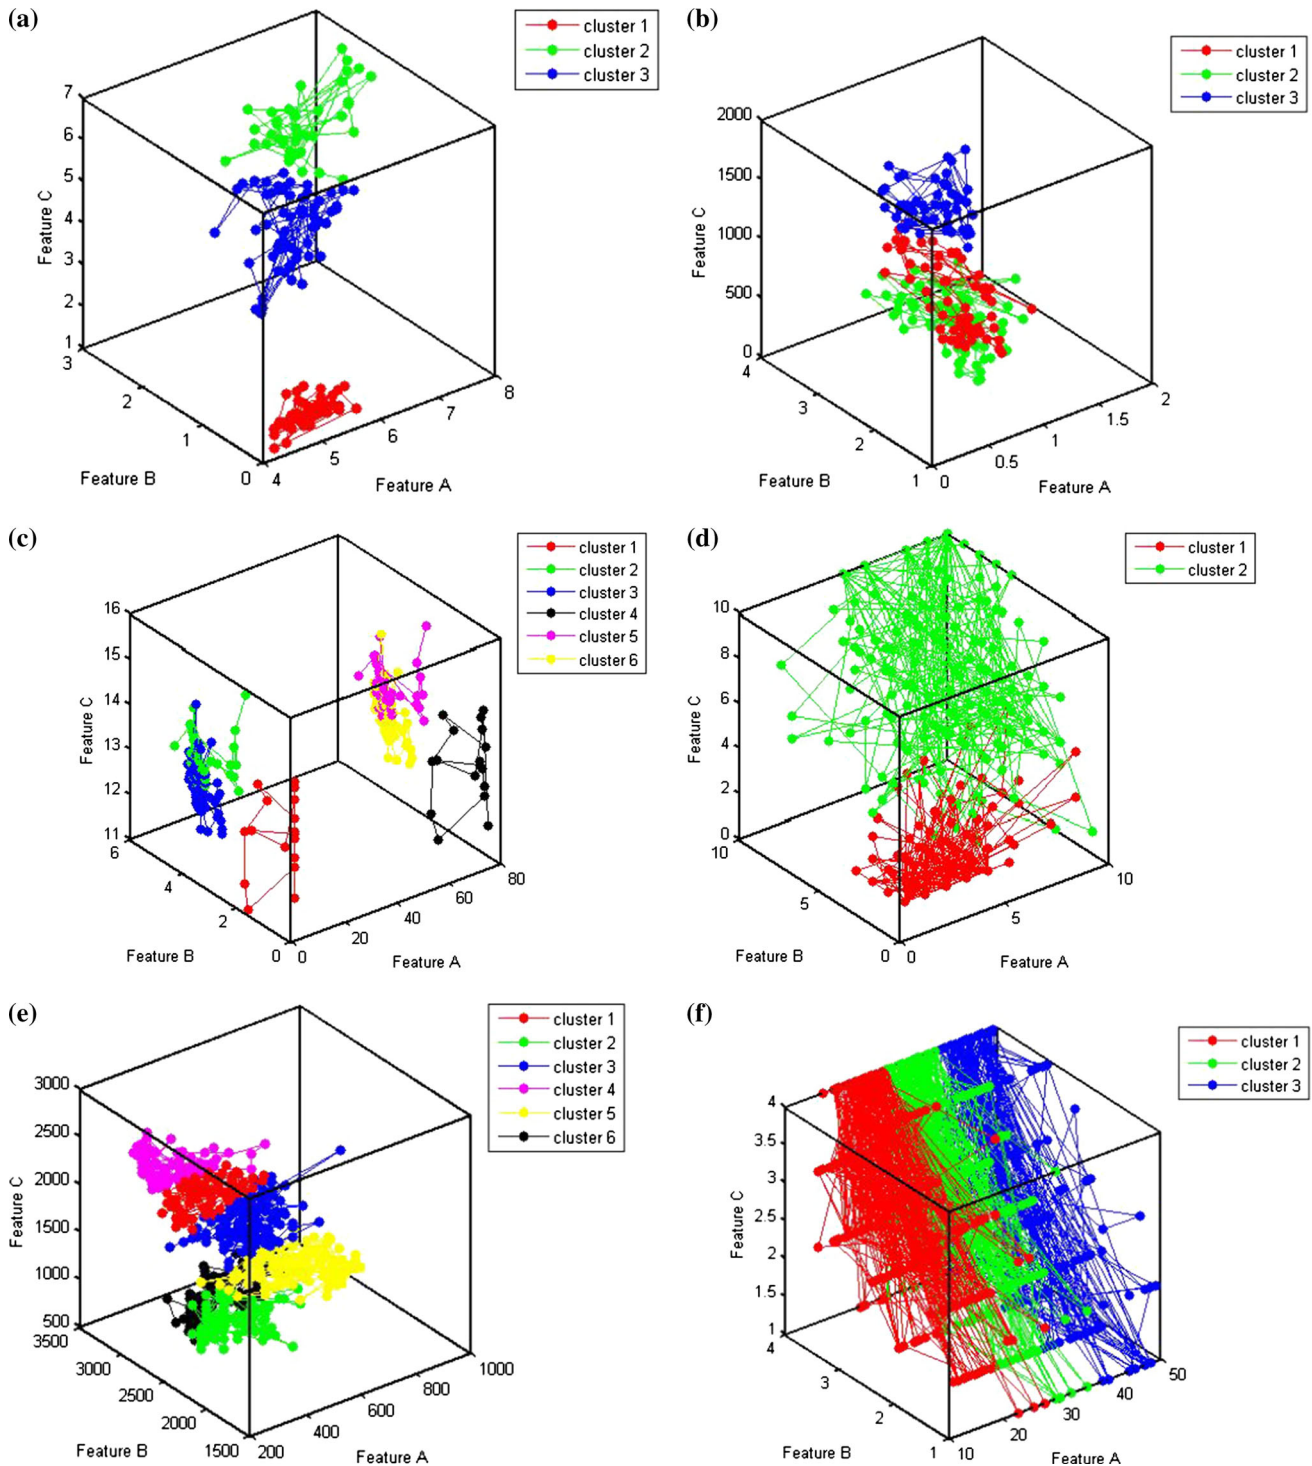 (a)
cluster 1
cluster 2
cluster 3
7
6
5
4
3
2
1
Feature C
3
2
1
0
Feature B
4
5
6
7
8
Feature A
(b)
cluster 1
cluster 2
cluster 3
2000
1500
1000
500
0
Feature C
4
3
2
1
Feature B
0
0.5
1
1.5
2
Feature A
(c)
cluster 1
cluster 2
cluster 3
cluster 4
cluster 5
cluster 6
16
15
14
13
12
11
Feature C
6
4
2
0
Feature B
0
20
40
60
80
Feature A
(d)
cluster 1
cluster 2
10
8
6
4
2
0
Feature C
10
5
0
Feature B
0
5
10
Feature A
(e)
cluster 1
cluster 2
cluster 3
cluster 4
cluster 5
cluster 6
3000
2500
2000
1500
1000
500
Feature C
3500
3000
2500
2000
1500
Feature B
200
400
600
800
1000
Feature A
(f)
cluster 1
cluster 2
cluster 3
4
3.5
3
2.5
2
1.5
1
Feature C
4
3
2
1
Feature B
10
20
30
40
50
Feature A